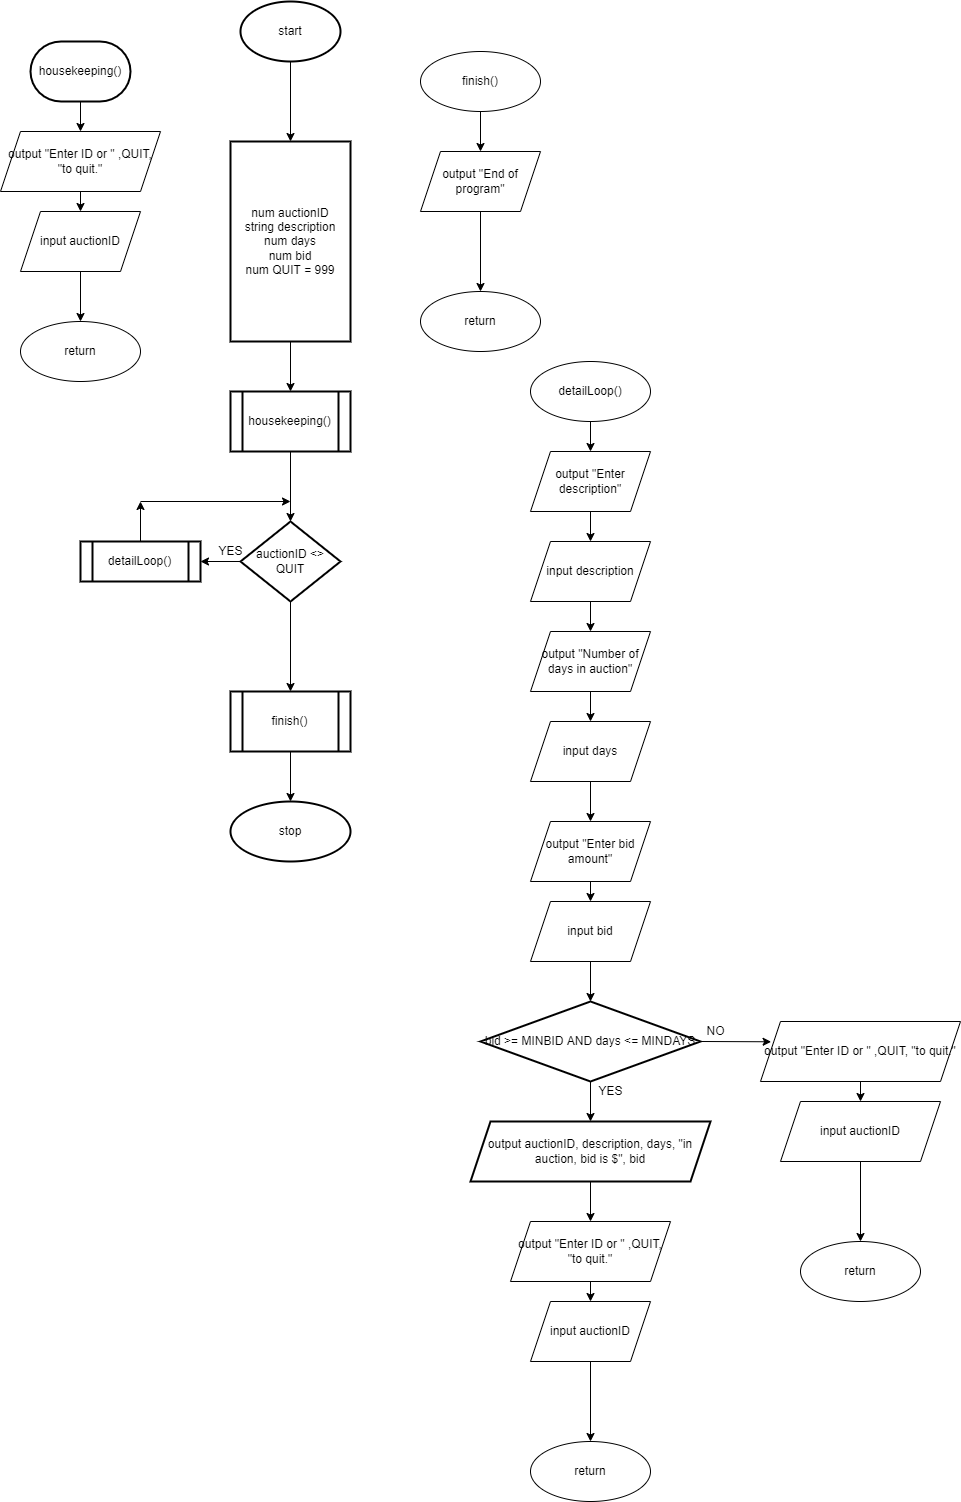 start
num auctionID
string description
num days
num bid
num QUIT = 999
housekeeping()
auctionID <>
QUIT
YES
detailLoop()
finish()
stop
housekeeping()
output "Enter ID or " ,QUIT,
"to quit."
input auctionID
return
finish()
output "End of
program"
return
detailLoop()
output "Enter
description"
input description
output "Number of
days in auction"
input days
output "Enter bid
amount"
input bid
bid >= MINBID AND days <= MINDAYS
NO
output "Enter ID or " ,QUIT, "to quit."
input auctionID
return
YES
output auctionID, description, days, "in
auction, bid is $", bid
output "Enter ID or " ,QUIT,
"to quit."
input auctionID
return